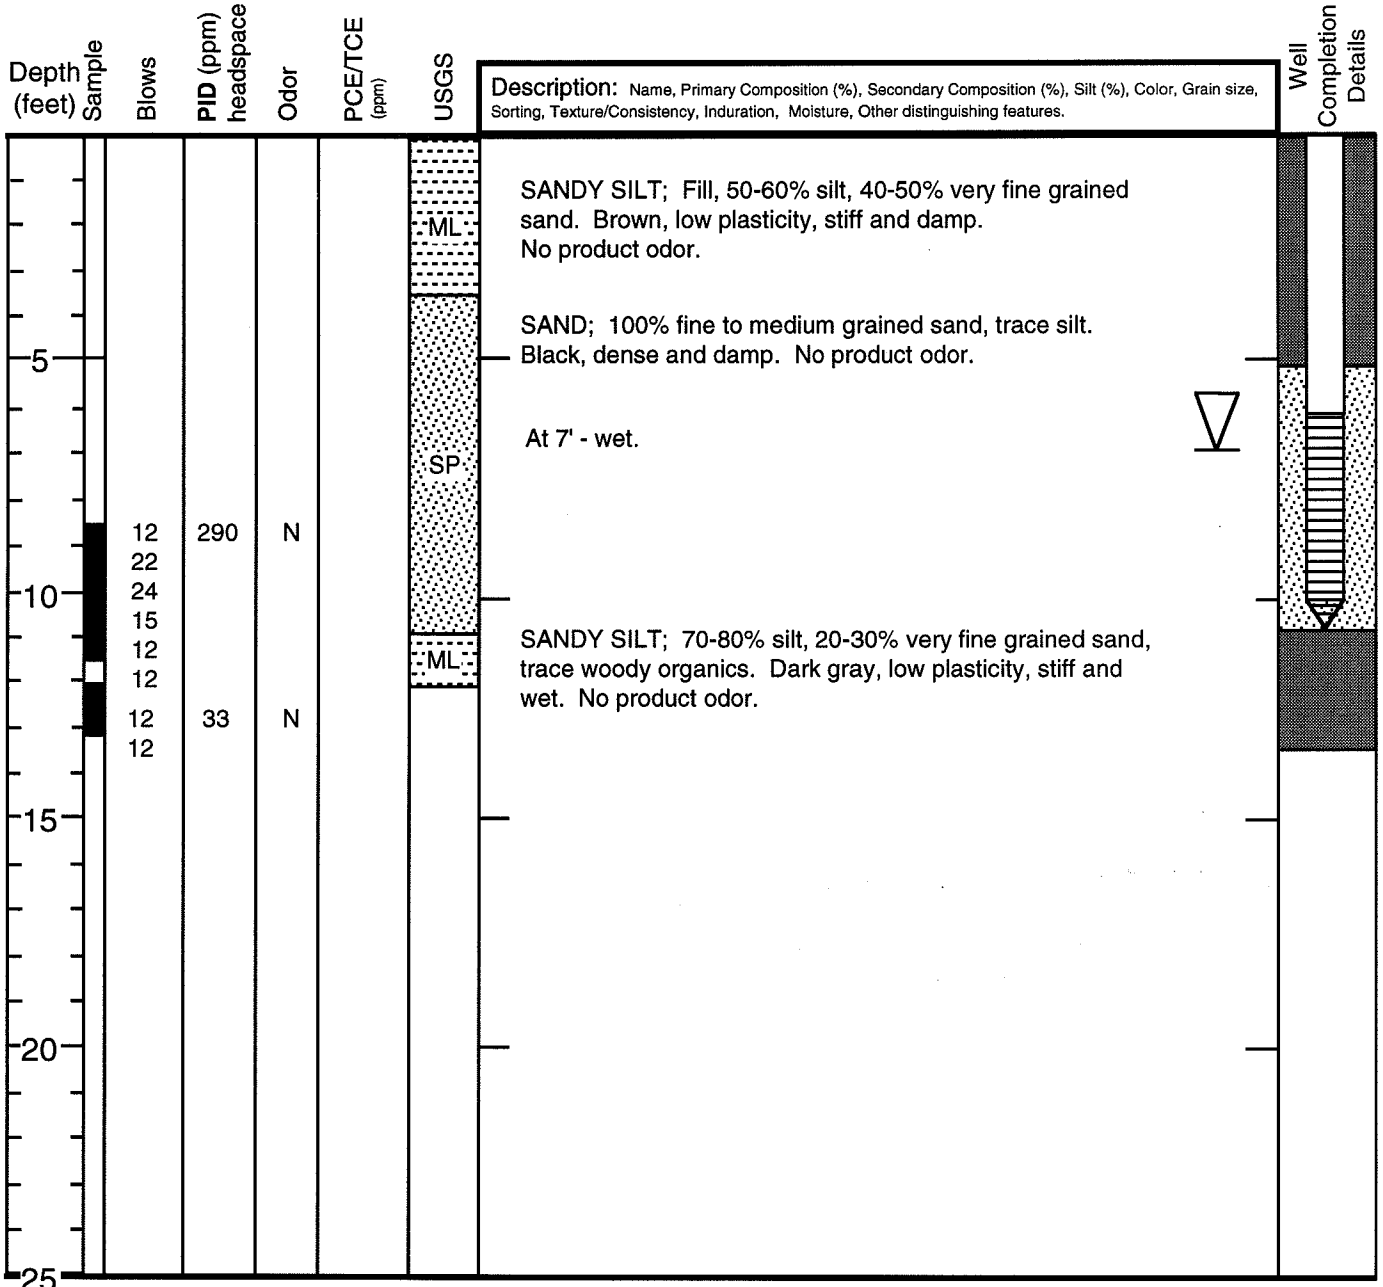 Depth
(feet)
Sample
Blows
PID (ppm)
headspace
Odor
PCE/TCE
(ppm)
USGS
Description: Name, Primary Composition (%), Secondary Composition (%), Silt (%), Color, Grain size,
Sorting, Texture/Consistency, Induration, Moisture, Other distinguishing features.
Well
Completion
Details
SANDY SILT; Fill, 50-60% silt, 40-50% very fine grained
sand. Brown, low plasticity, stiff and damp.
No product odor.
ML
SAND; 100% fine to medium grained sand, trace silt.
Black, dense and damp. No product odor.
5
At 7' - wet.
SP
12 290 N
22
24
10
15
12
12
SANDY SILT; 70-80% silt, 20-30% very fine grained sand,
trace woody organics. Dark gray, low plasticity, stiff and
wet. No product odor.
ML
12 33 N
12
15
20
25